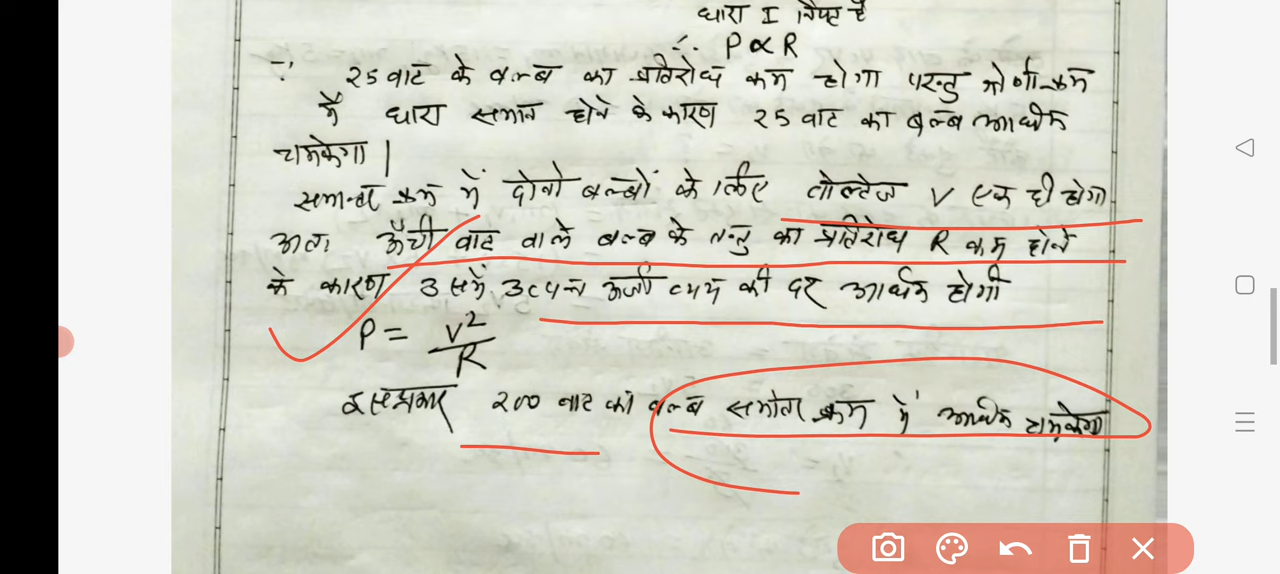 धारा I नियत है
∴ P ∝ R
∵ 25 वाट के बल्ब का प्रतिरोध कम होगा परन्तु श्रेणीक्रम
में धारा समान होने के कारण 25 वाट का बल्ब अधिक
चमकेगा |
समान्तर क्रम में दोनो बल्बों के लिए वोल्टेज V एक ही होगा
अतः ऊँची वाट वाले बल्ब के तन्तु का प्रतिरोध R कम होने
के कारण उसमें उत्पन्न ऊर्जा व्यय की दर अधिक होगी
P = V²/R
इसप्रकार 200 वाट का बल्ब समांतर क्रम में अधिक चमकेगा